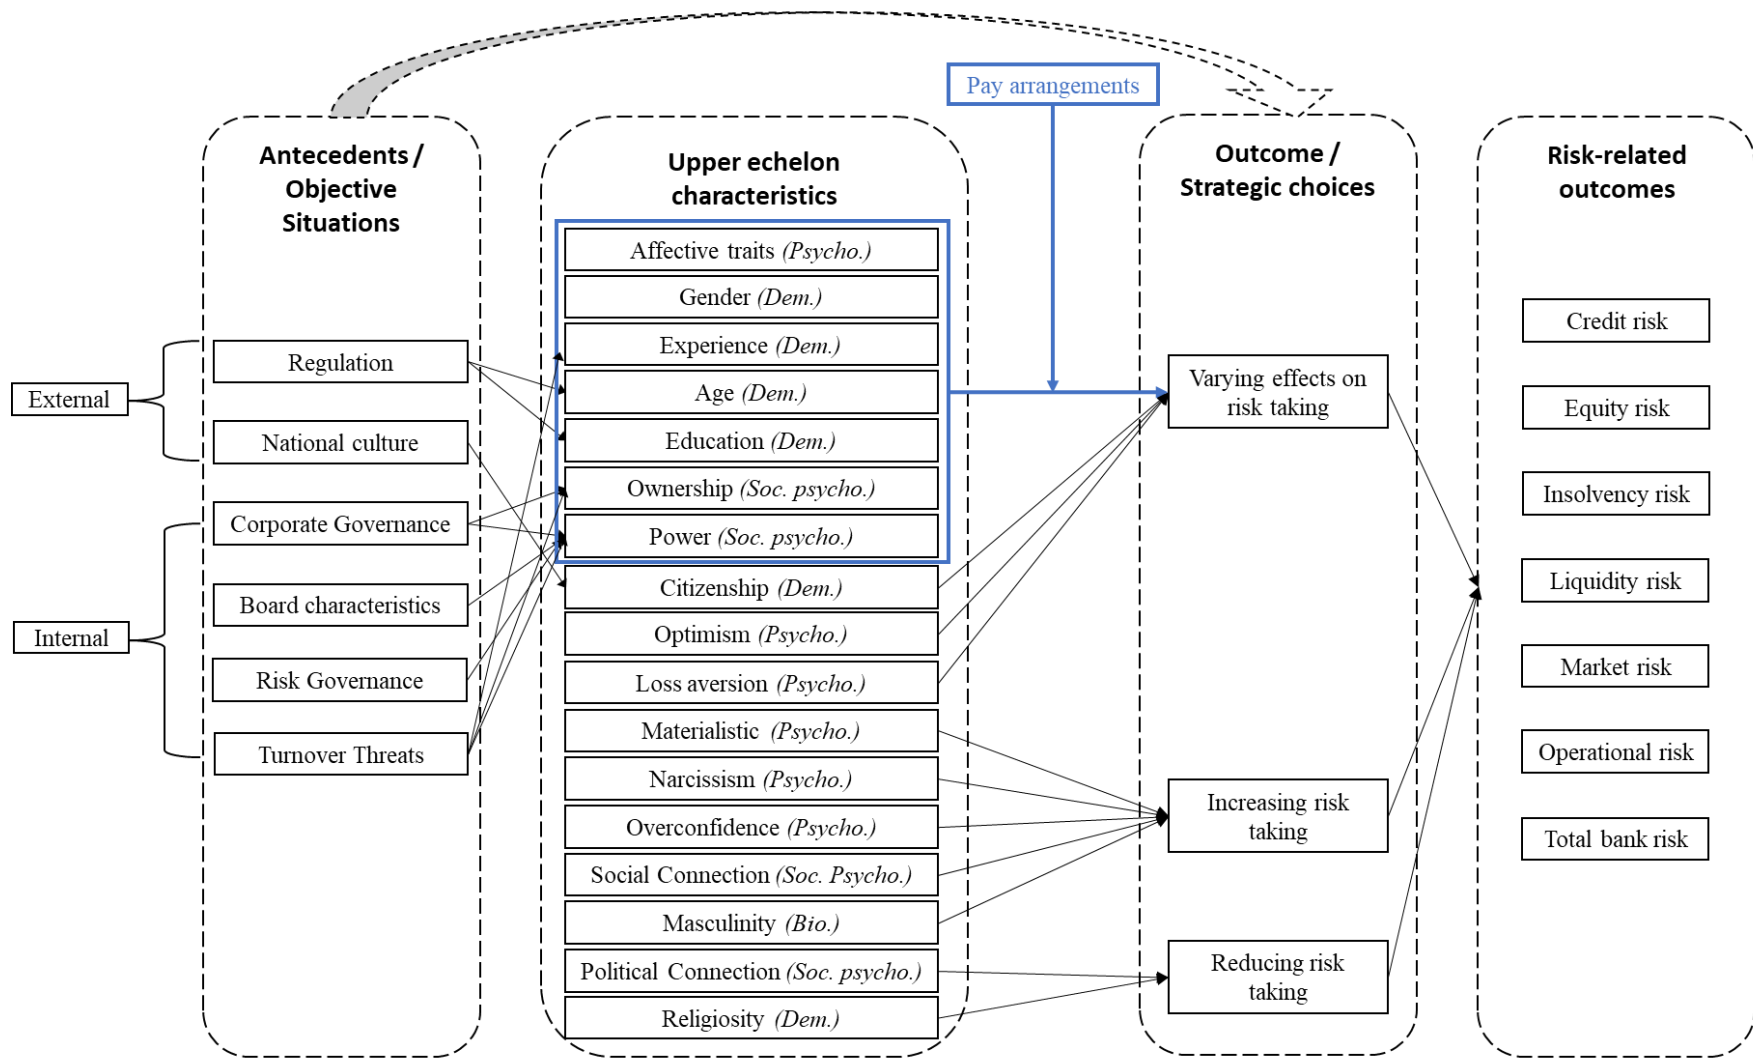 Pay arrangements
External
Internal
Antecedents /
Objective
Situations
Regulation
National culture
Corporate Governance
Board characteristics
Risk Governance
Turnover Threats
Upper echelon
characteristics
Affective traits (Psycho.)
Gender (Dem.)
Experience (Dem.)
Age (Dem.)
Education (Dem.)
Ownership (Soc. psycho.)
Power (Soc. psycho.)
Citizenship (Dem.)
Optimism (Psycho.)
Loss aversion (Psycho.)
Materialistic (Psycho.)
Narcissism (Psycho.)
Overconfidence (Psycho.)
Social Connection (Soc. Psycho.)
Masculinity (Bio.)
Political Connection (Soc. psycho.)
Religiosity (Dem.)
Outcome /
Strategic choices
Varying effects on
risk taking
Increasing risk
taking
Reducing risk
taking
Risk-related
outcomes
Credit risk
Equity risk
Insolvency risk
Liquidity risk
Market risk
Operational risk
Total bank risk